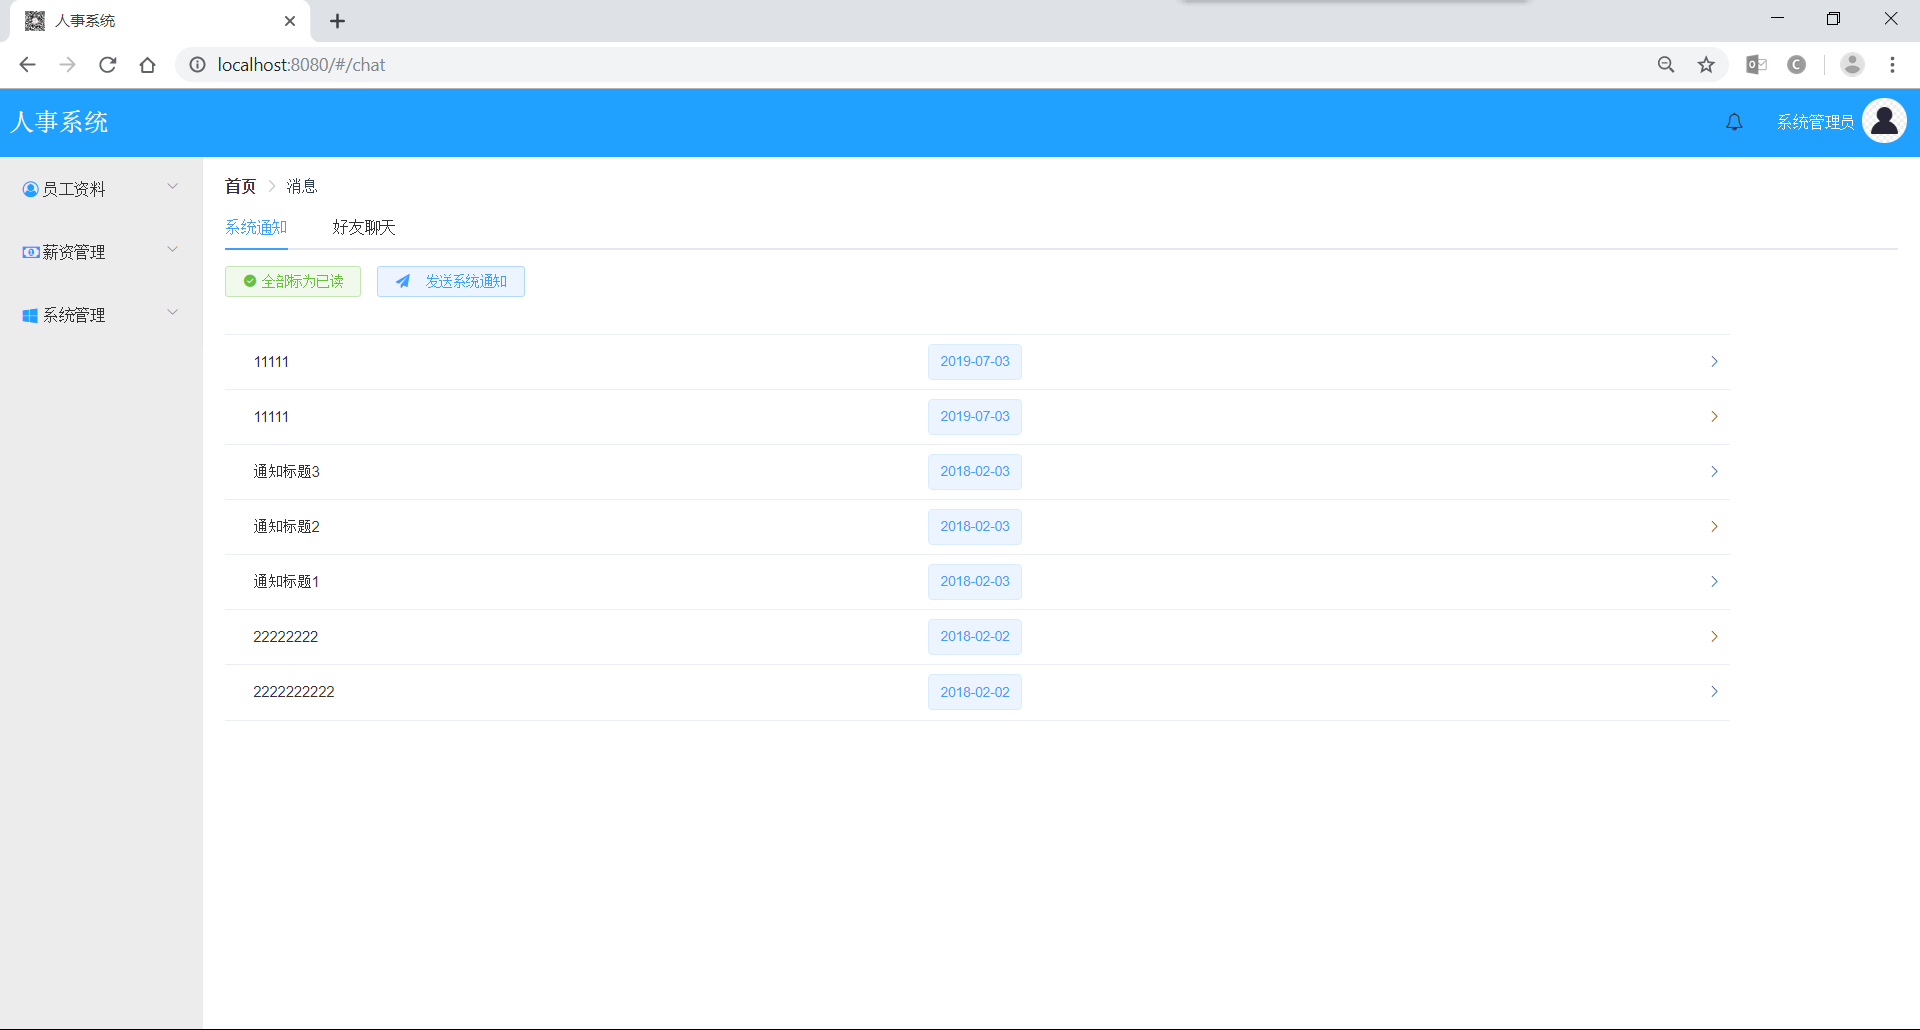 人事系统
localhost:8080/#/chat
人事系统
系统管理员
员工资料
薪资管理
系统管理
首页 消息
系统通知 好友聊天
全部标为已读 发送系统通知
11111 2019-07-03
11111 2019-07-03
通知标题3 2018-02-03
通知标题2 2018-02-03
通知标题1 2018-02-03
22222222 2018-02-02
2222222222 2018-02-02